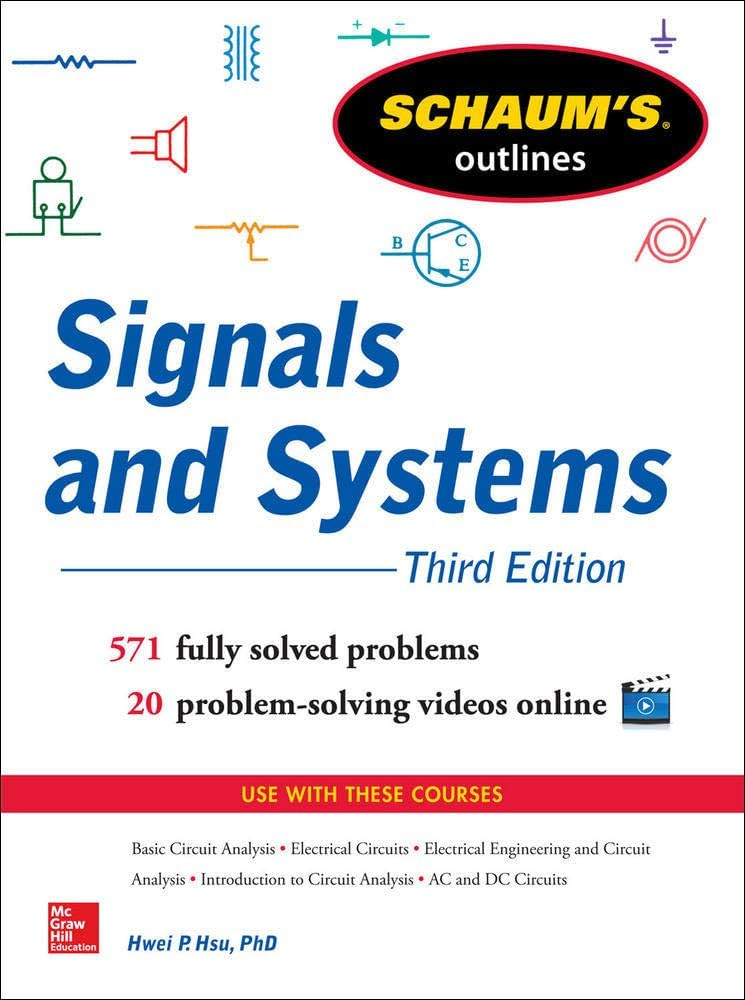 + −
SCHAUM'S®
outlines
B C
E
Signals
and Systems
Third Edition
571 fully solved problems
20 problem-solving videos online
USE WITH THESE COURSES
Basic Circuit Analysis • Electrical Circuits • Electrical Engineering and Circuit
Analysis • Introduction to Circuit Analysis • AC and DC Circuits
Mc
Graw
Hill
Education
Hwei P. Hsu, PhD